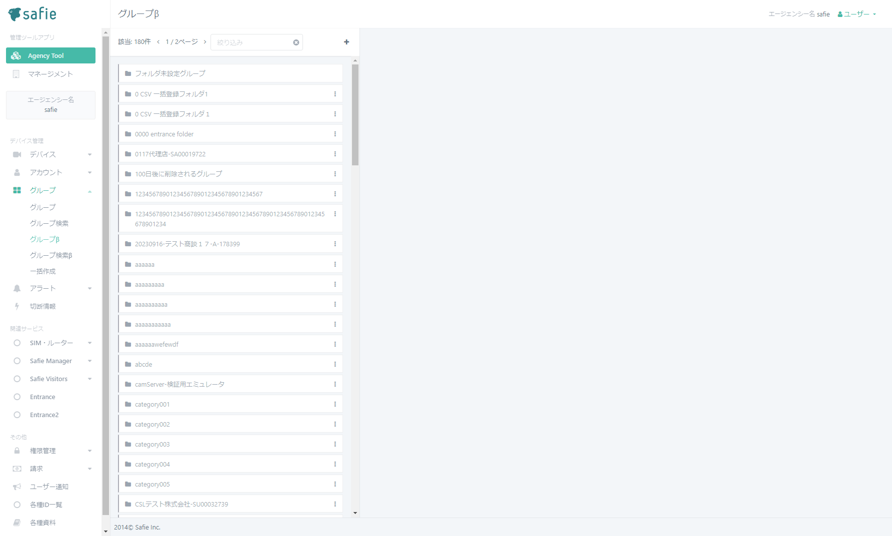 safie
管理ツールアプリ
Agency Tool
マネージメント
エージェンシー名
safie
デバイス管理
デバイス
アカウント
グループ
グループ
グループ検索
グループβ
グループ検索β
一括作成
アラート
切断情報
関連サービス
SIM・ルーター
Safie Manager
Safie Visitors
Entrance
Entrance2
その他
権限管理
請求
ユーザー通知
各種ID一覧
各種資料
グループβ
エージェンシー名 safie
ユーザー
該当: 180件
1 / 2ページ
絞り込み
フォルダ未設定グループ
0 CSV 一括登録フォルダ1
0 CSV 一括登録フォルダ１
0000 entrance folder
0117代理店-SA00019722
100日後に削除されるグループ
1234567890123456789012345678901234567
1234567890123456789012345678901234567890123456789012345
678901234
20230916-テスト商談１７-A-178399
aaaaaa
aaaaaaaaa
aaaaaaaaaa
aaaaaaaaaaa
aaaaaawefewdf
abcde
camServer-検証用エミュレータ
category001
category002
category003
category004
category005
CSLテスト株式会社-SU00032739
2014© Safie Inc.